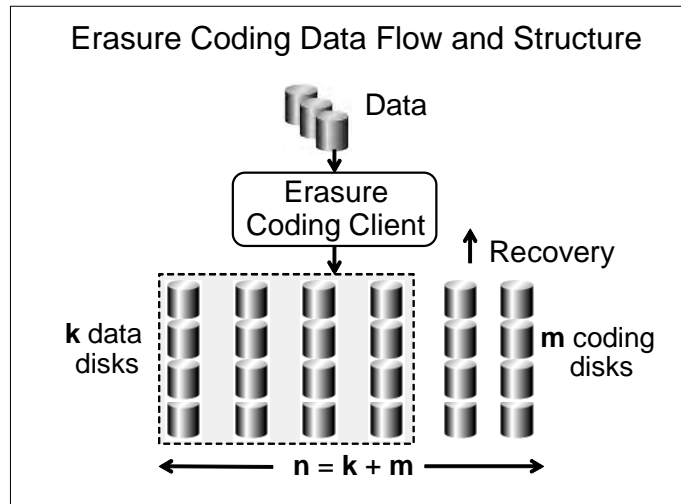 Erasure Coding Data Flow and Structure
Data
Erasure
Coding Client
Recovery
k data
disks
m coding
disks
n = k + m